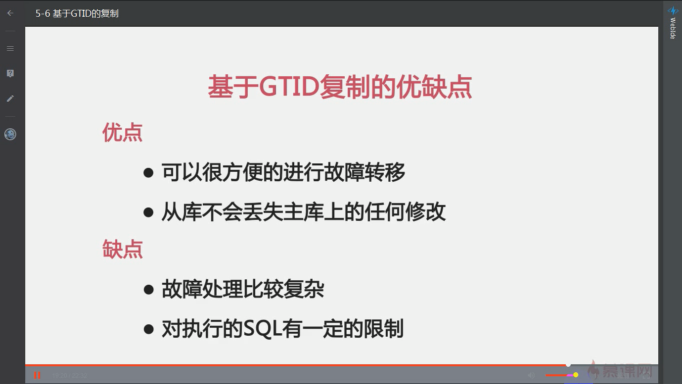 5-6 基于GTID的复制
WebIde
基于GTID复制的优缺点
优点
● 可以很方便的进行故障转移
● 从库不会丢失主库上的任何修改
缺点
● 故障处理比较复杂
● 对执行的SQL有一定的限制
慕课网